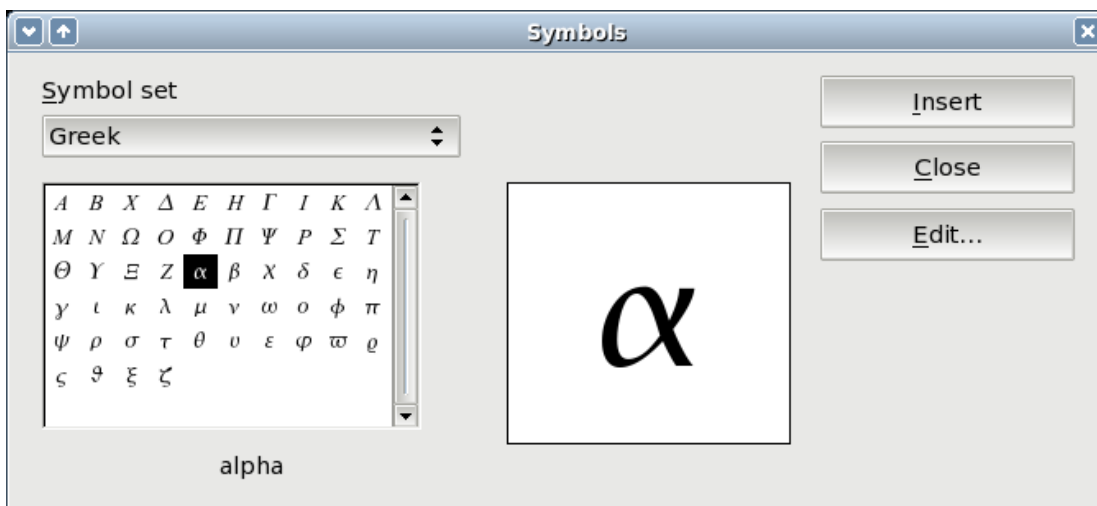 Symbols
Symbol set
Greek
Α Β Χ Δ Ε Η Γ Ι Κ Λ
Μ Ν Ω Ο Φ Π Ψ Ρ Σ Τ
Θ Υ Ξ Ζ α β χ δ ϵ η
γ ι κ λ μ ν ω ο ϕ π
ψ ρ σ τ θ υ ε φ ϖ ϱ
ς ϑ ξ ζ
alpha
α
Insert
Close
Edit...